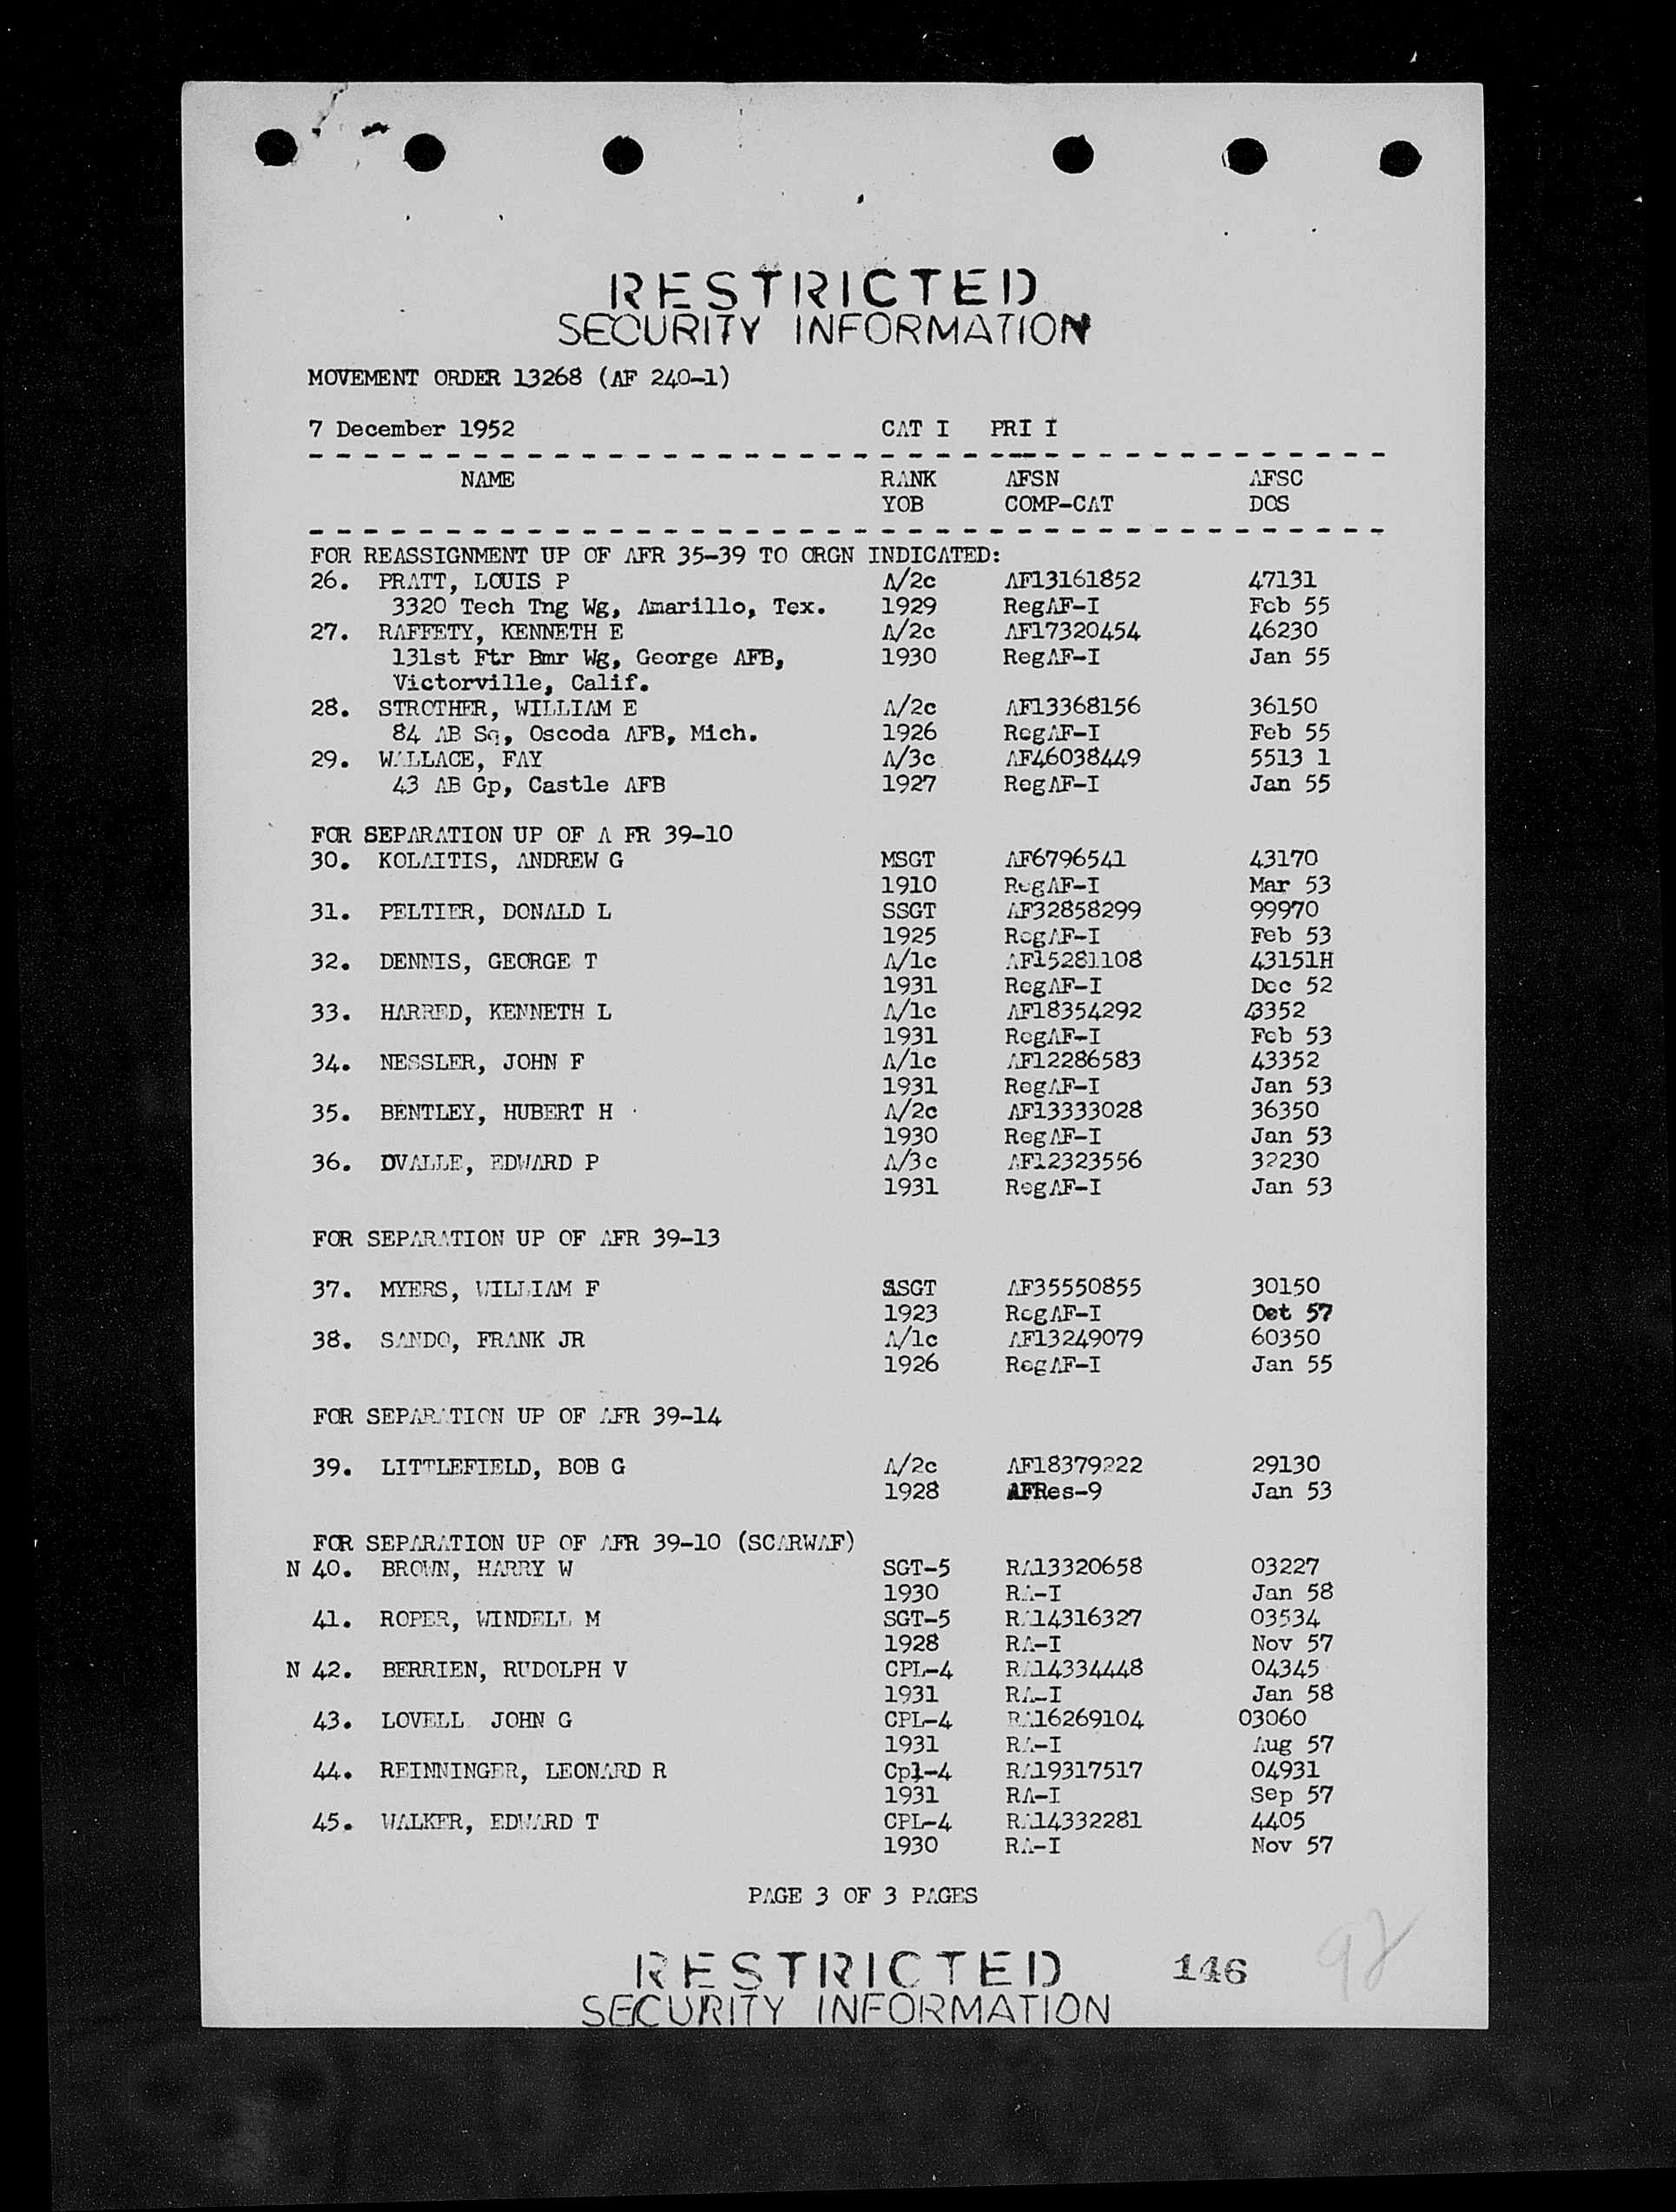 RESTRICTED
SECURITY INFORMATION
MOVEMENT ORDER 13268 (AF 240-1)
7 December 1952 CAT I PRI I
NAME RANK AFSN AFSC
YOB COMP-CAT DOS
FOR REASSIGNMENT UP OF AFR 35-39 TO ORGN INDICATED:
26. PRATT, LOUIS P A/2c AF13161852 47131
3320 Tech Tng Wg, Amarillo, Tex. 1929 RegAF-I Feb 55
27. RAFFETY, KENNETH E A/2c AF17320454 46230
131st Ftr Bmr Wg, George AFB, 1930 RegAF-I Jan 55
Victorville, Calif.
28. STROTHER, WILLIAM E A/2c AF13368156 36150
84 AB Sq, Oscoda AFB, Mich. 1926 RegAF-I Feb 55
29. WALLACE, FAY A/3c AF46038449 5513 1
43 AB Gp, Castle AFB 1927 RegAF-I Jan 55
FOR SEPARATION UP OF A FR 39-10
30. KOLAITIS, ANDREW G MSGT AF6796541 43170
1910 RegAF-I Mar 53
31. PELTIER, DONALD L SSGT AF32858299 99970
1925 RegAF-I Feb 53
32. DENNIS, GEORGE T A/1c AF15281108 43151H
1931 RegAF-I Dec 52
33. HARRED, KENNETH L A/1c AF18354292 43352
1931 RegAF-I Feb 53
34. NESSLER, JOHN F A/1c AF12286583 43352
1931 RegAF-I Jan 53
35. BENTLEY, HUBERT H A/2c AF13333028 36350
1930 RegAF-I Jan 53
36. OVALLE, EDWARD P A/3c AF12323556 32230
1931 RegAF-I Jan 53
FOR SEPARATION UP OF AFR 39-13
37. MYERS, WILLIAM F SSGT AF35550855 30150
1923 RegAF-I Oct 57
38. SANDO, FRANK JR A/1c AF13249079 60350
1926 RegAF-I Jan 55
FOR SEPARATION UP OF AFR 39-14
39. LITTLEFIELD, BOB G A/2c AF18379222 29130
1928 AFRes-9 Jan 53
FOR SEPARATION UP OF AFR 39-10 (SCARWAF)
N 40. BROWN, HARRY W SGT-5 RA13320658 03227
1930 RA-I Jan 58
41. ROPER, WINDELL M SGT-5 RA14316327 03534
1928 RA-I Nov 57
N 42. BERRIEN, RUDOLPH V CPL-4 RA14334448 04345
1931 RA-I Jan 58
43. LOVELL JOHN G CPL-4 RA16269104 03060
1931 RA-I Aug 57
44. REINNINGER, LEONARD R Cpl-4 RA19317517 04931
1931 RA-I Sep 57
45. WALKER, EDWARD T CPL-4 RA14332281 4405
1930 RA-I Nov 57
PAGE 3 OF 3 PAGES
RESTRICTED 146
SECURITY INFORMATION